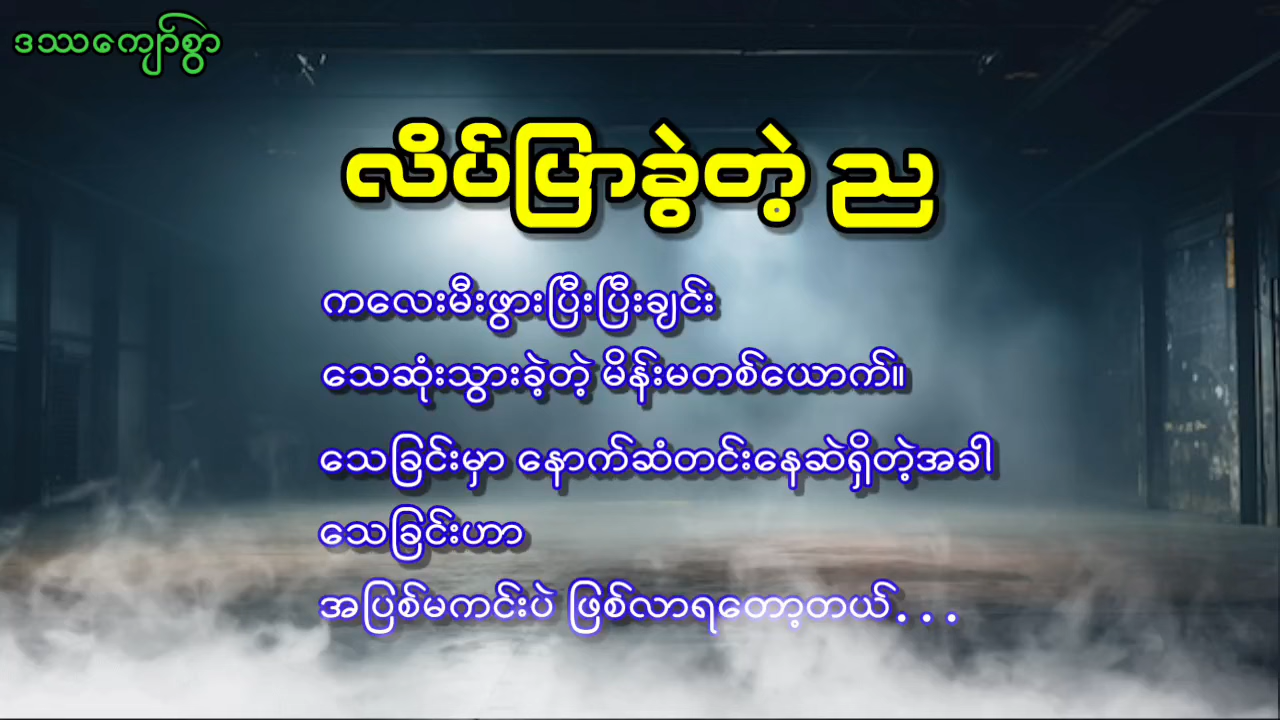 ဒဿကျော်စွာ
လိပ်ပြာခွဲတဲ့ ည
ကလေးမီးဖွားပြီးပြီးချင်း
သေဆုံးသွားခဲ့တဲ့ မိန်းမတစ်ယောက်။
သေခြင်းမှာ နောက်ဆံတင်းနေဆဲရှိတဲ့အခါ
သေခြင်းဟာ
အပြစ်မကင်းပဲ ဖြစ်လာရတော့တယ်...